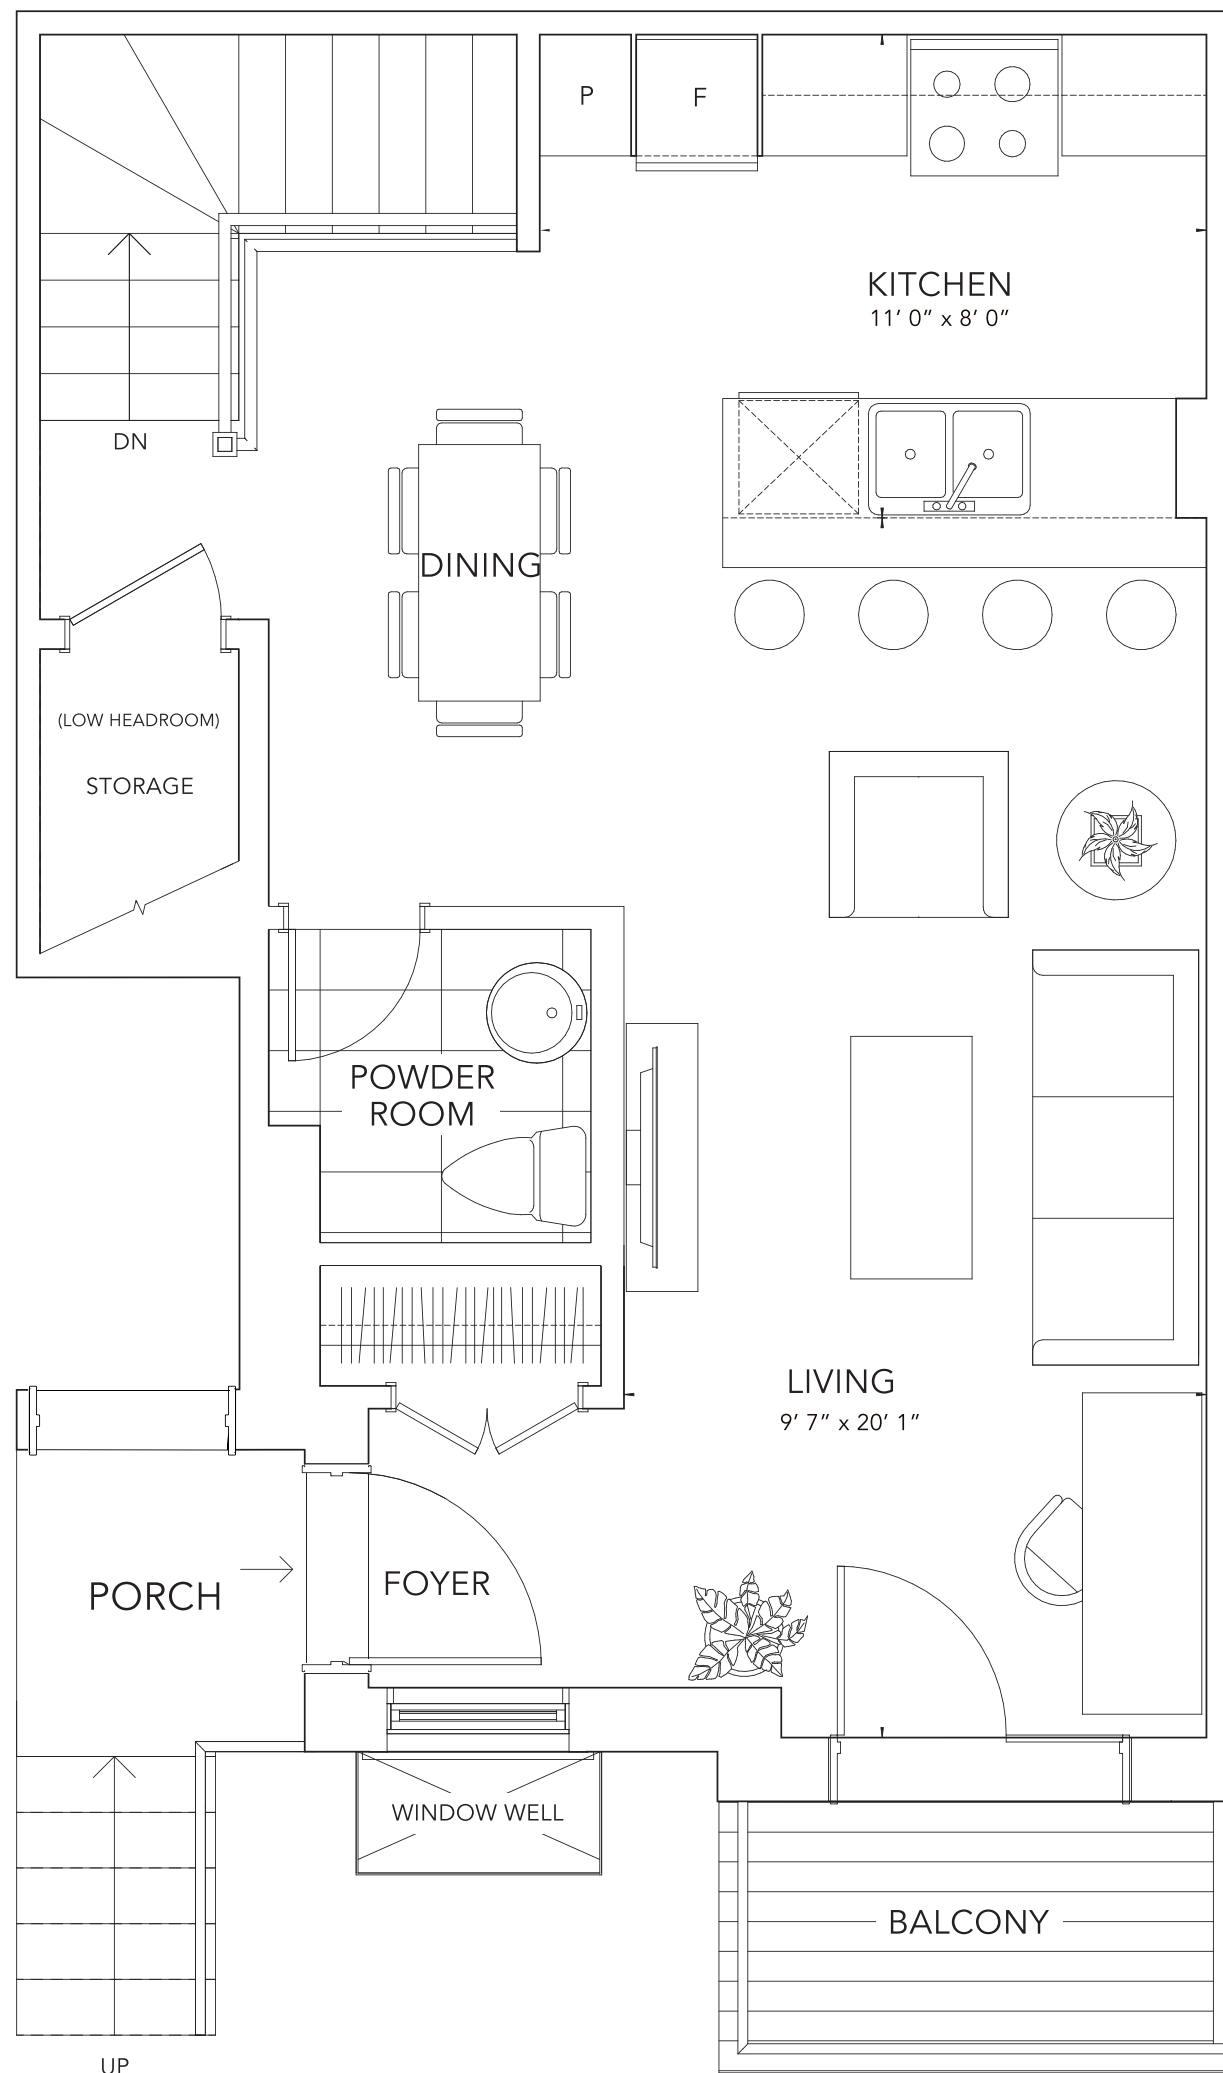 P
F
KITCHEN
11' 0" x 8' 0"
DN
DINING
(LOW HEADROOM)
STORAGE
POWDER
ROOM
LIVING
9' 7" x 20' 1"
FOYER
PORCH
WINDOW WELL
BALCONY
UP